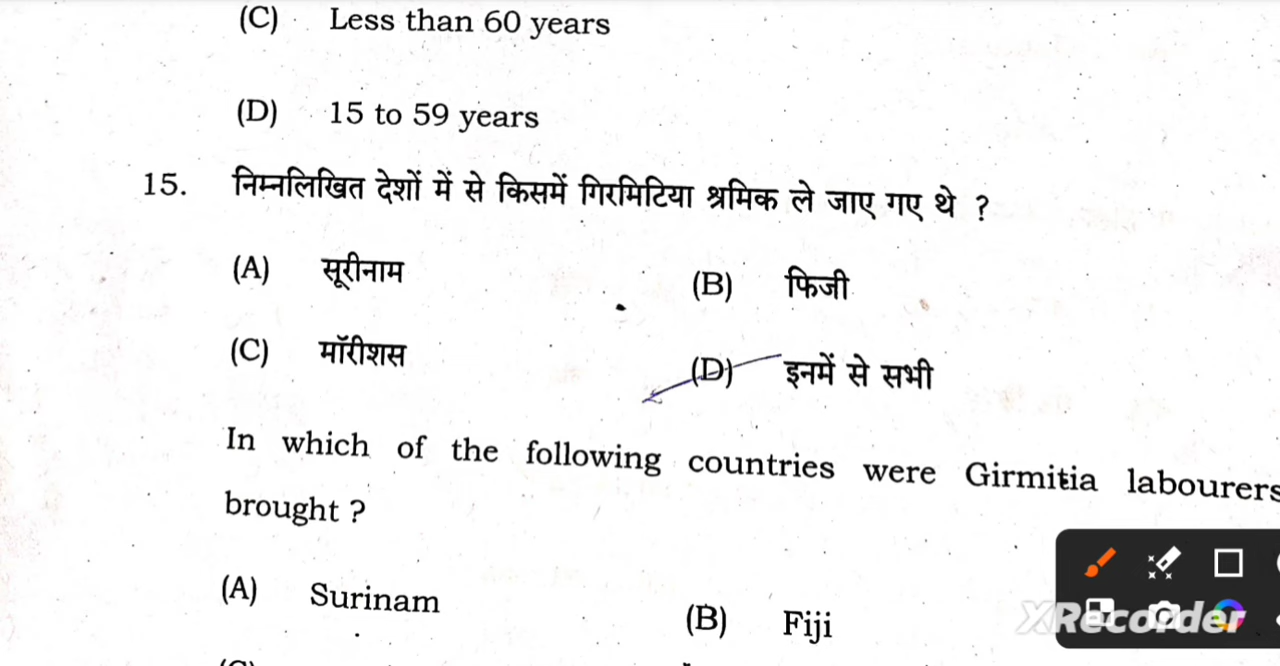 (C) Less than 60 years
(D) 15 to 59 years
15. निम्नलिखित देशों में से किसमें गिरमिटिया श्रमिक ले जाए गए थे ?
(A) सूरीनाम (B) फिजी
(C) मॉरीशस (D) इनमें से सभी
In which of the following countries were Girmitia labourers
brought ?
(A) Surinam (B) Fiji
XRecorder